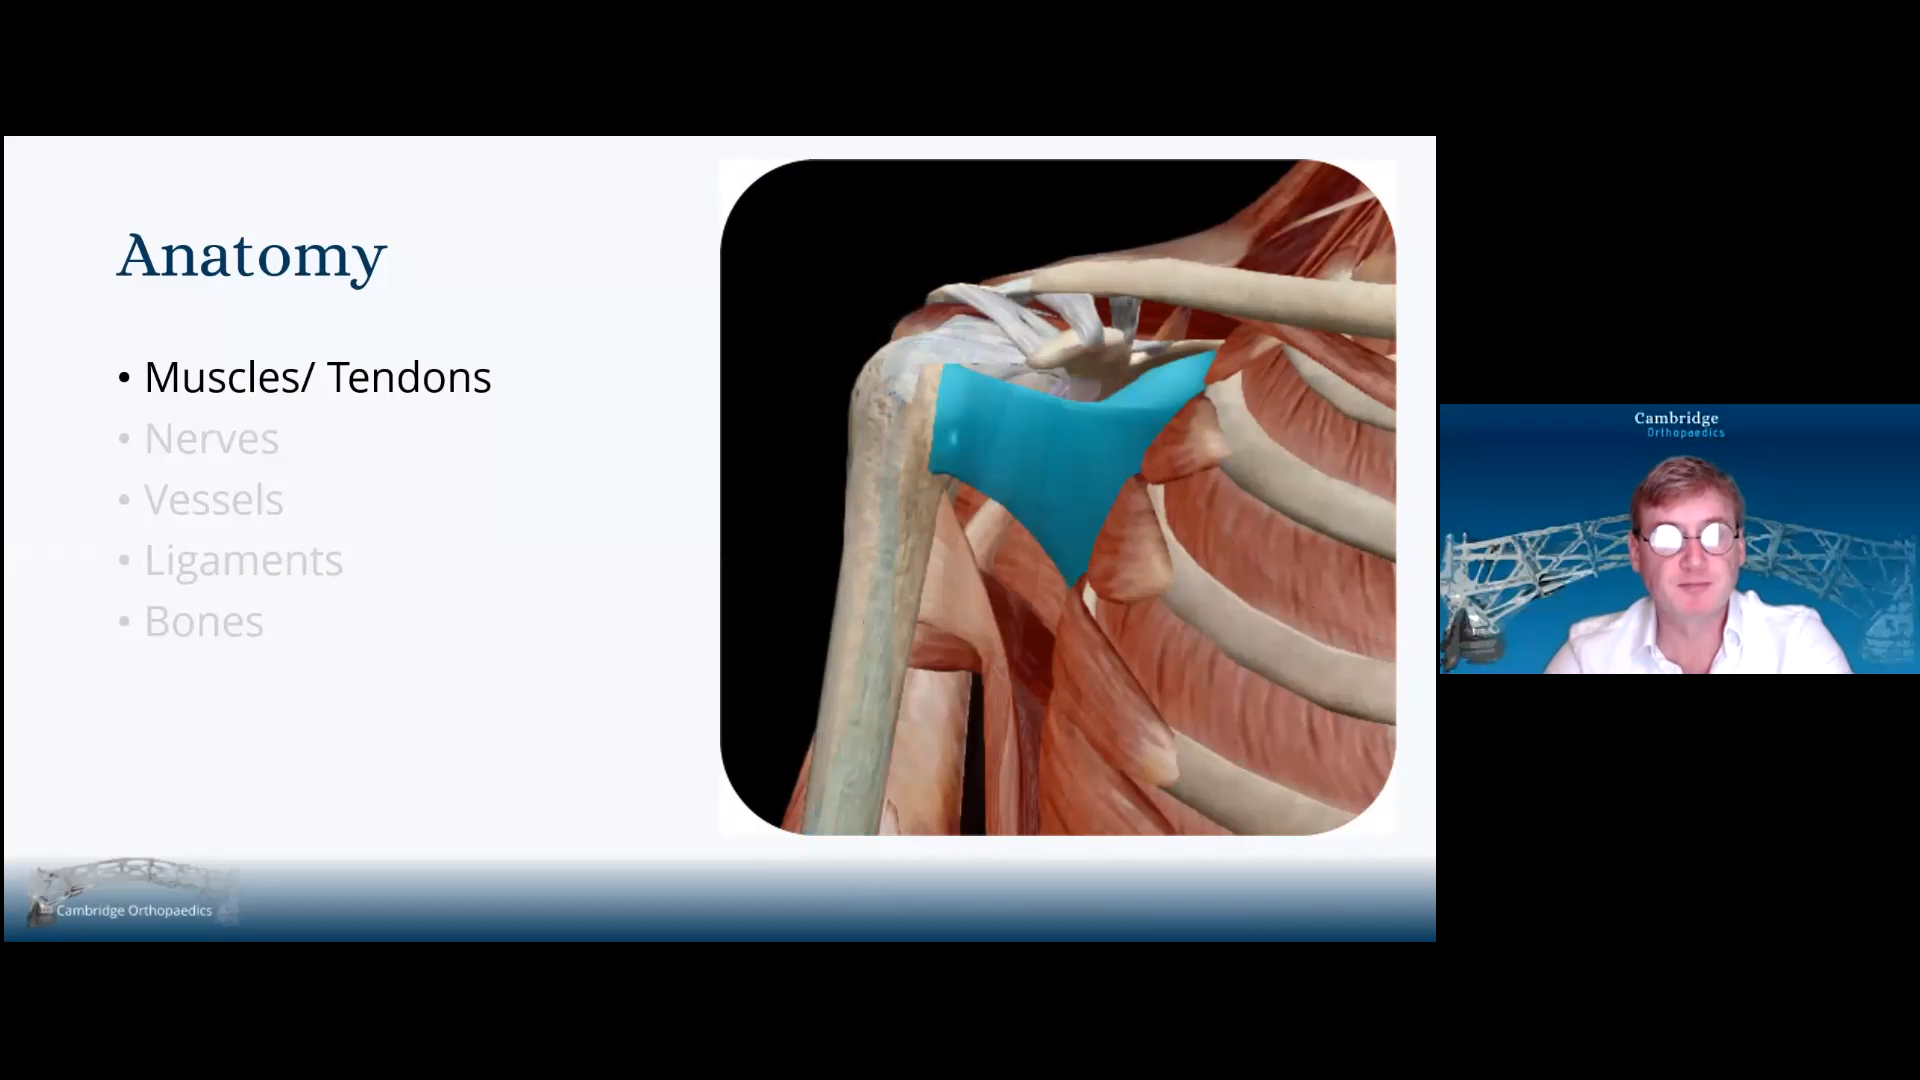 Anatomy
• Muscles/ Tendons
• Nerves
• Vessels
• Ligaments
• Bones
Cambridge Orthopaedics
Cambridge
Orthopaedics